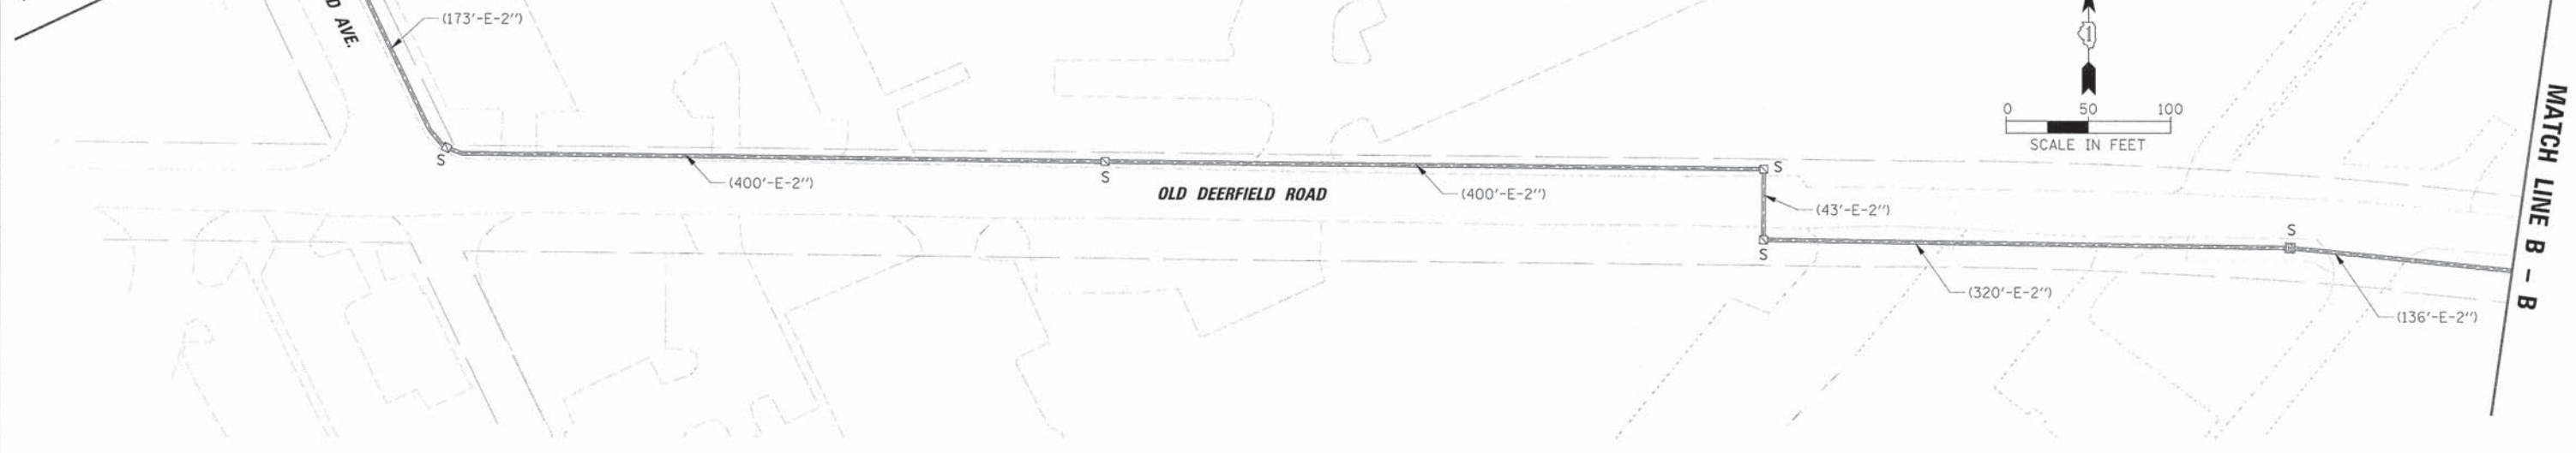 (173'-E-2")
AVE.
1
0 50 100
SCALE IN FEET
MATCH LINE B - B
S
(400'-E-2")
S
OLD DEERFIELD ROAD
(400'-E-2")
S
(43'-E-2")
S
(320'-E-2")
S
(136'-E-2")